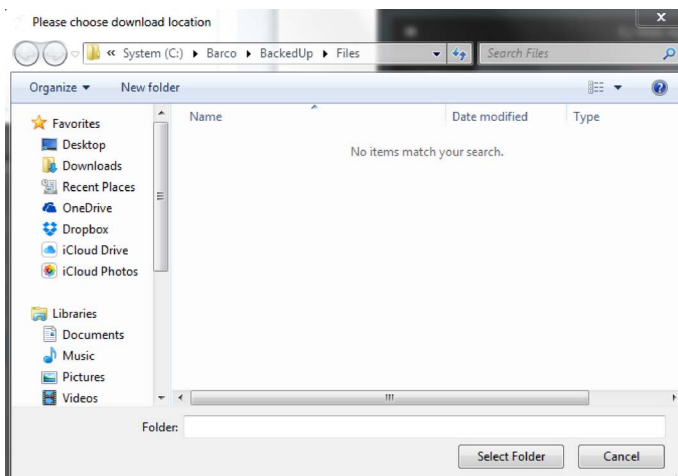 Please choose download location
« System (C:) ▸ Barco ▸ BackedUp ▸ Files
Search Files
Organize ▾ New folder
Name Date modified Type
No items match your search.
Favorites
Desktop
Downloads
Recent Places
OneDrive
Dropbox
iCloud Drive
iCloud Photos
Libraries
Documents
Music
Pictures
Videos
Folder:
Select Folder Cancel